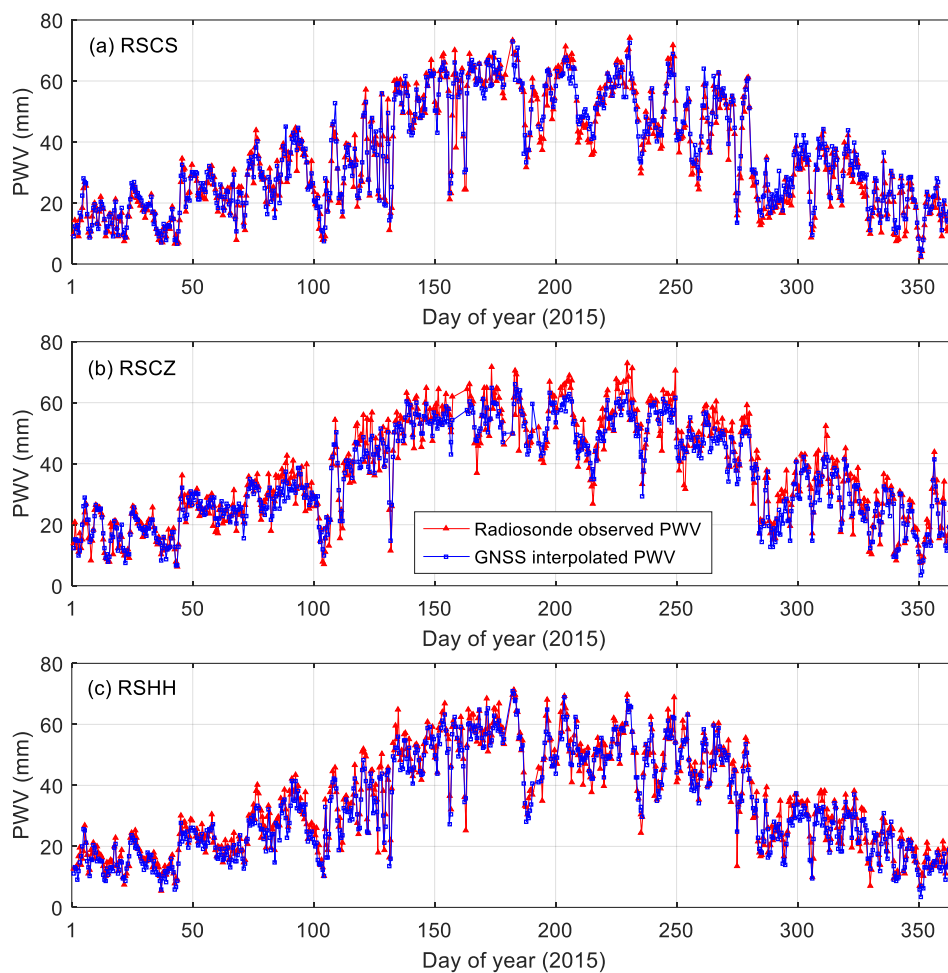 80
(a) RSCS
60
PWV (mm)
40
20
0
1 50 100 150 200 250 300 350
Day of year (2015)
80
(b) RSCZ
60
PWV (mm)
40
20
Radiosonde observed PWV
GNSS interpolated PWV
0
1 50 100 150 200 250 300 350
Day of year (2015)
80
(c) RSHH
60
PWV (mm)
40
20
0
1 50 100 150 200 250 300 350
Day of year (2015)